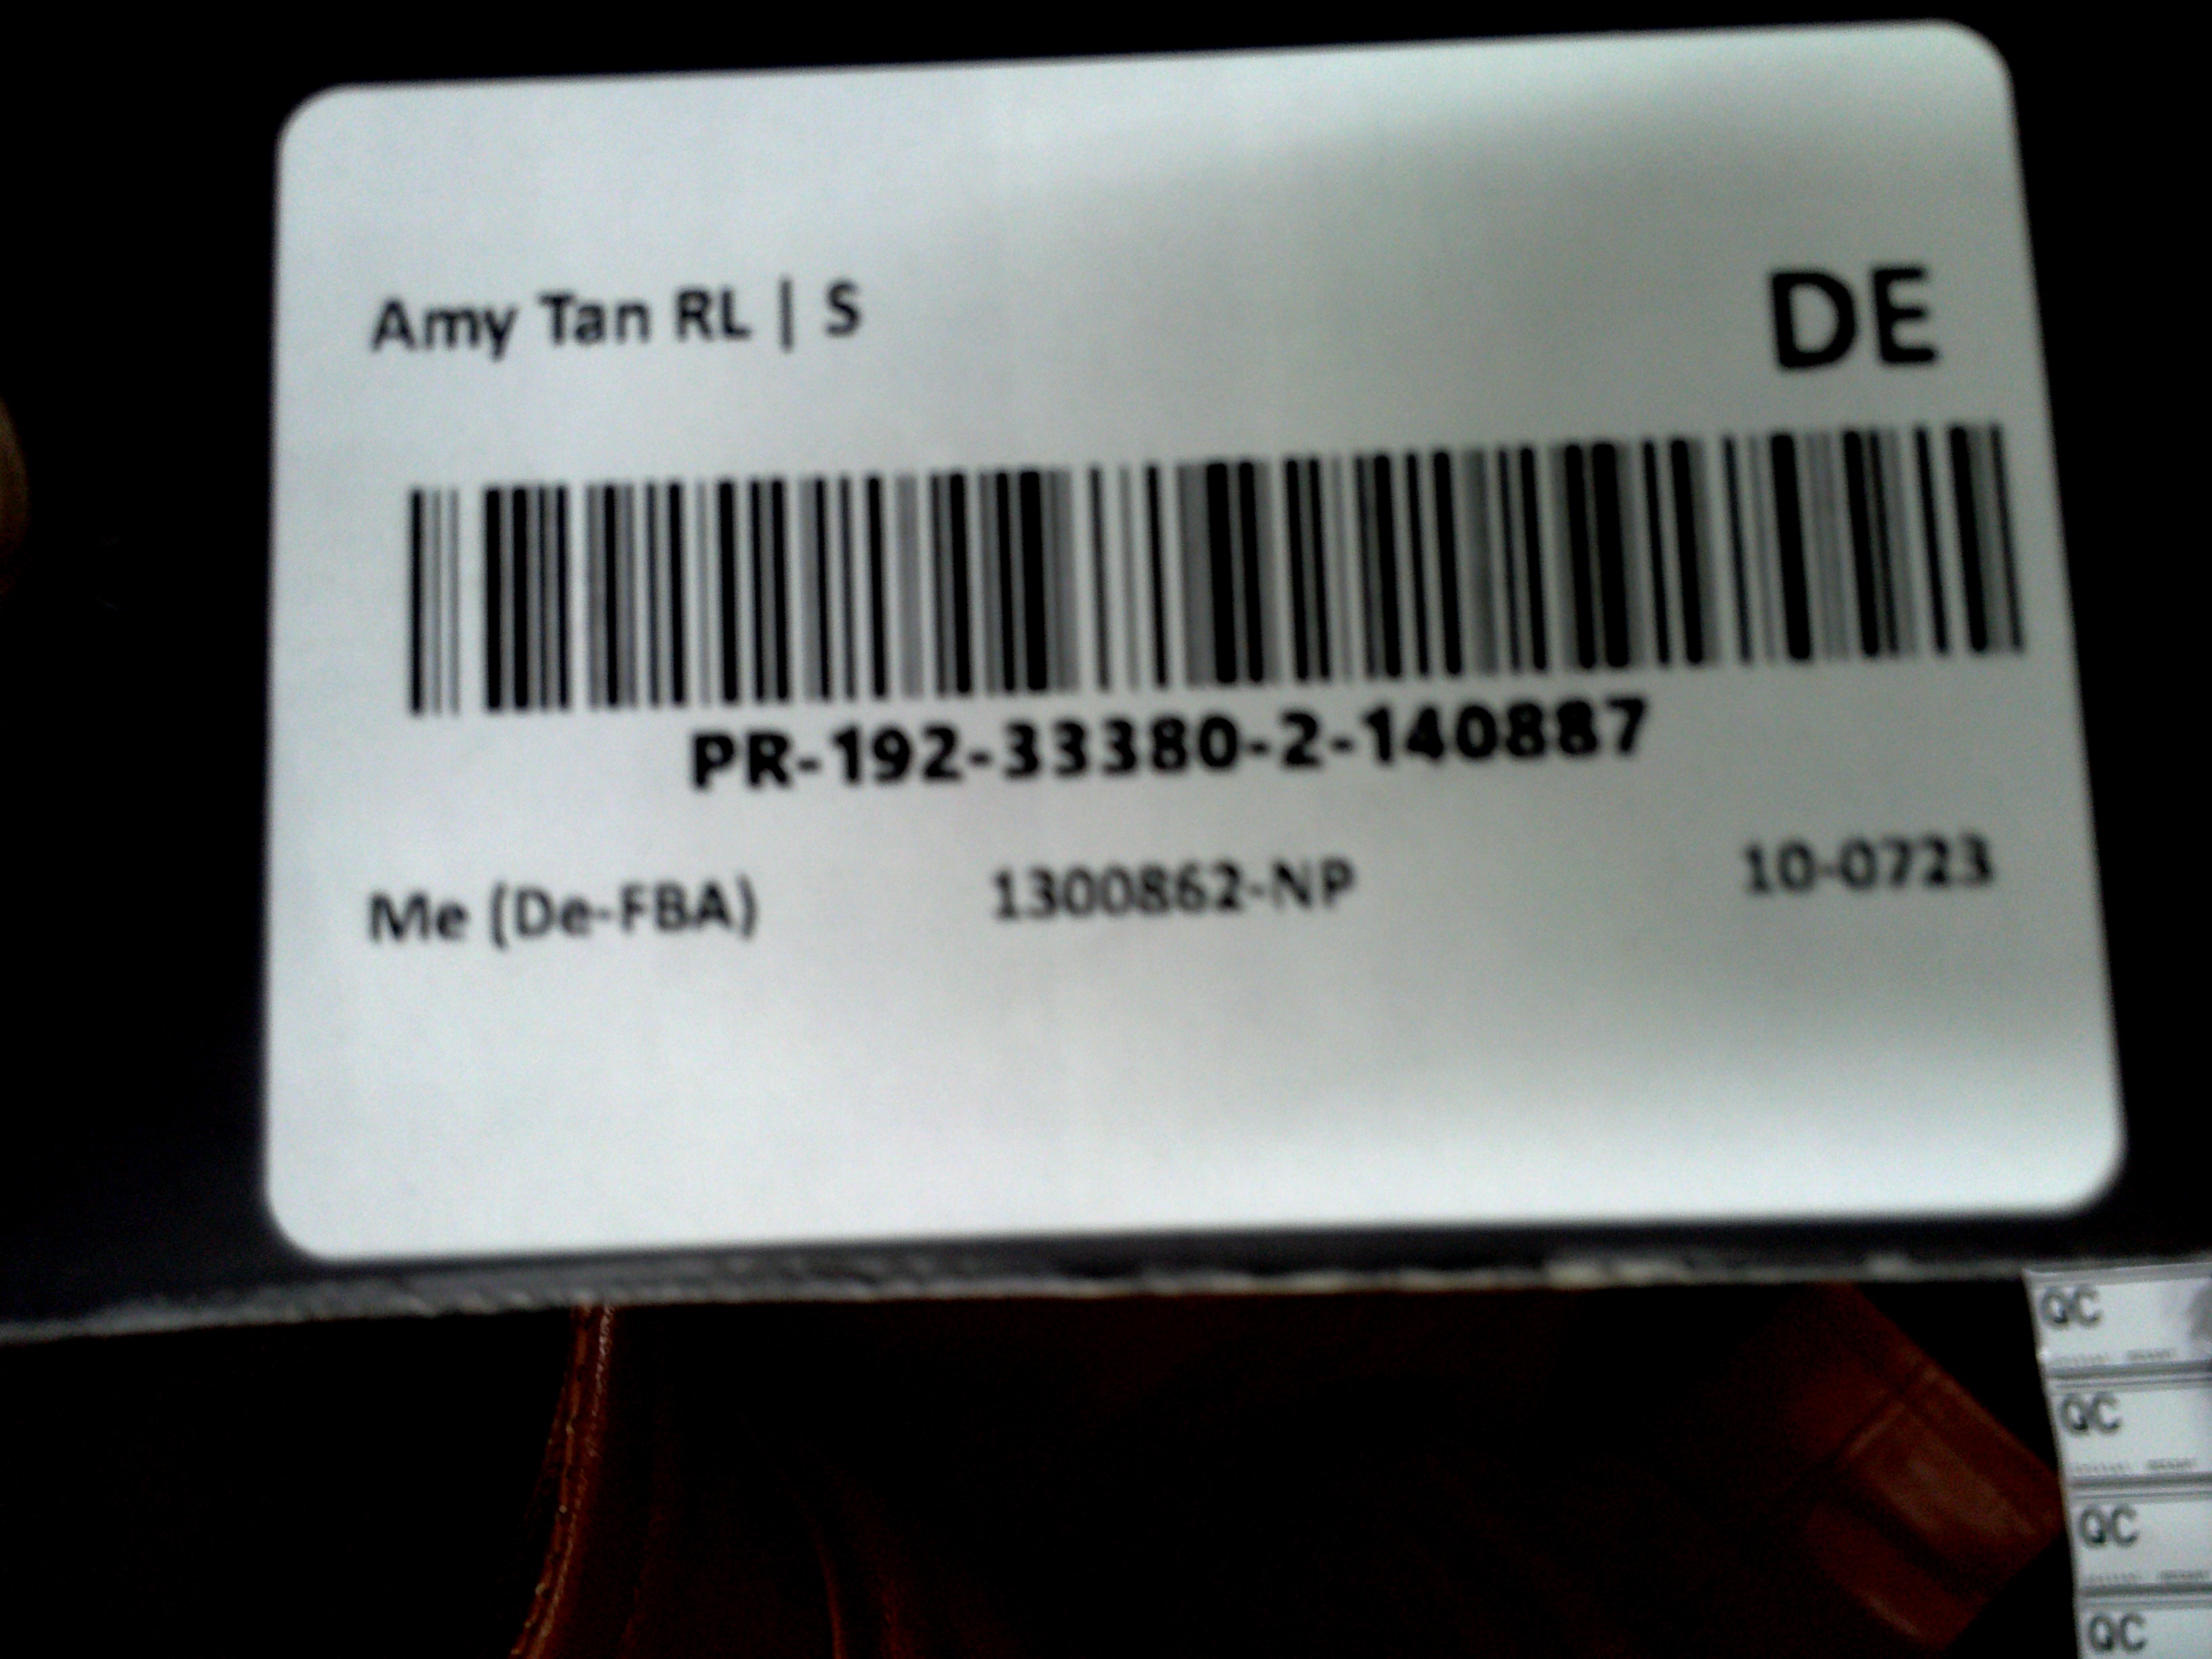 Amy Tan RL | S
DE
PR-192-33380-2-140887
Me (De-FBA)
1300862-NP
10-0723
QC
QC
QC
QC